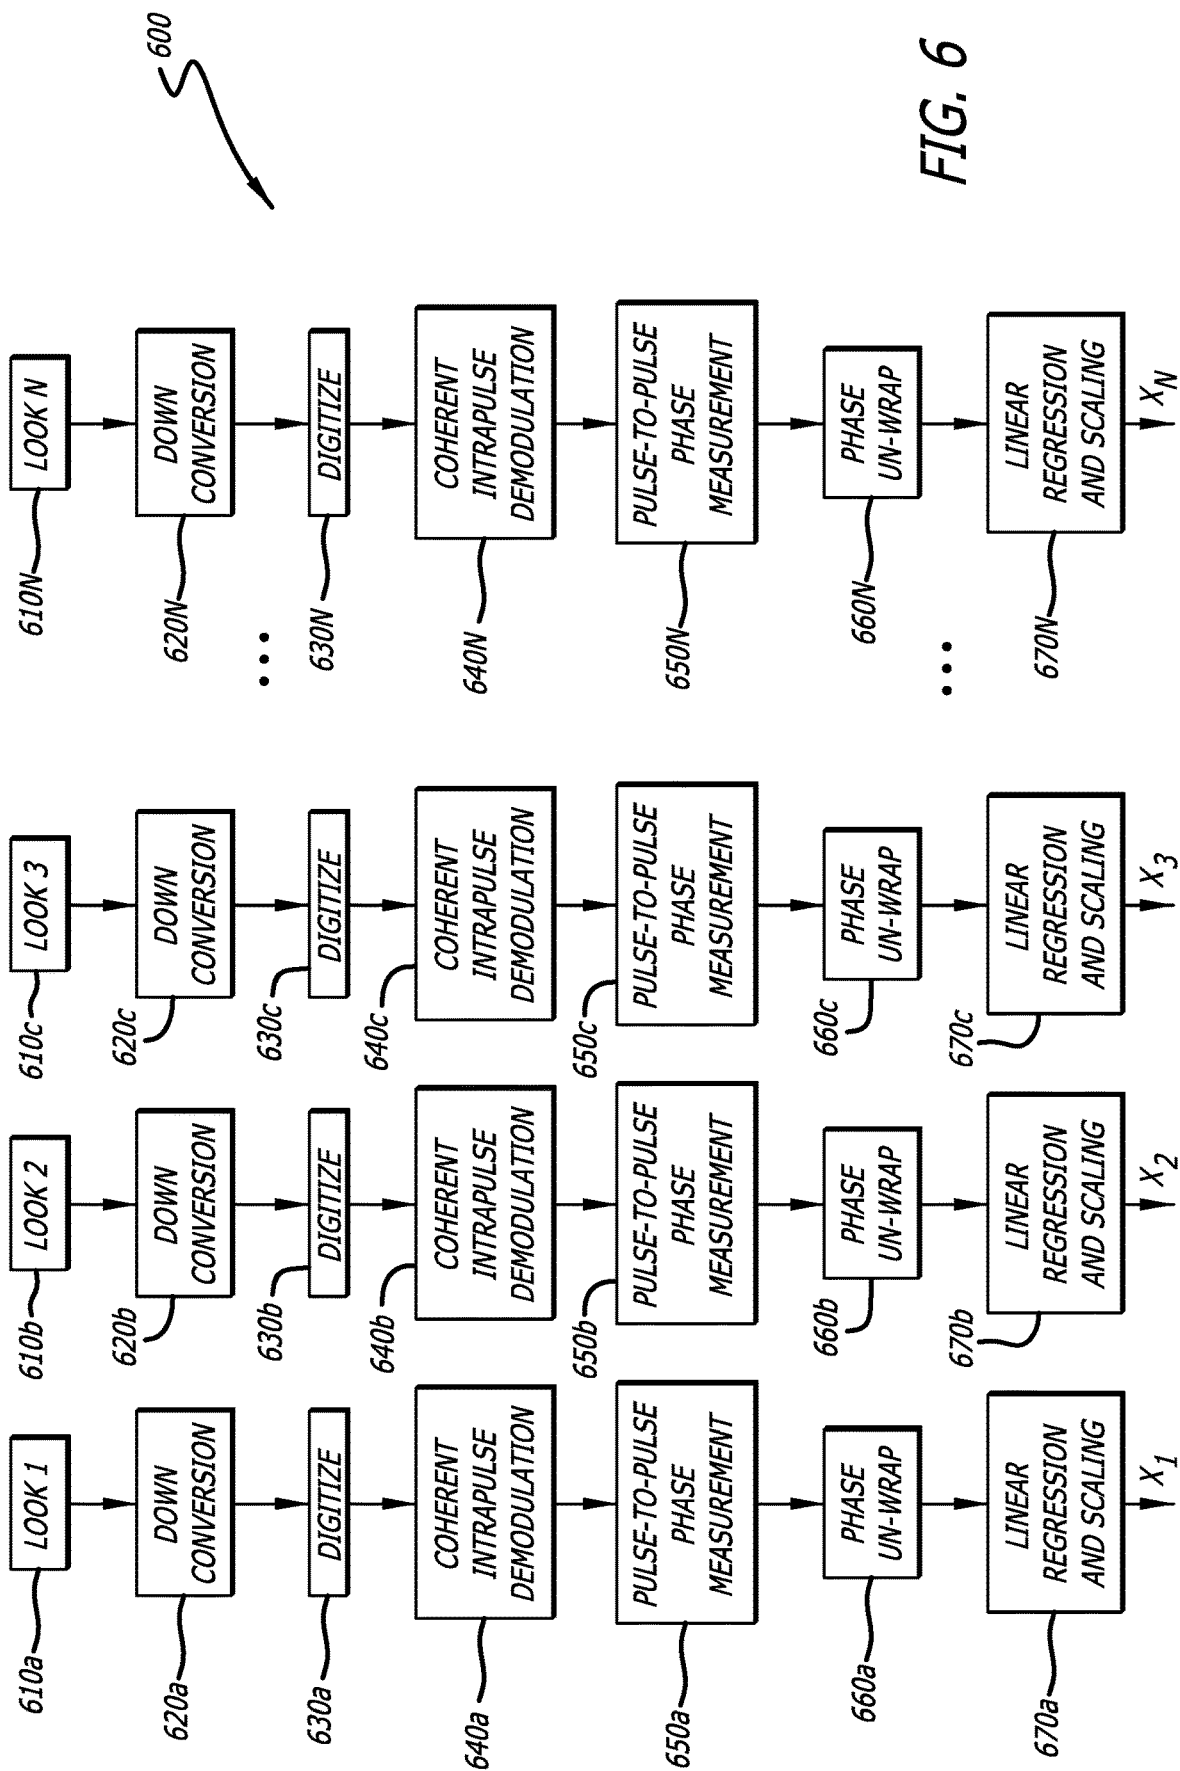 600
LOOK 1
LOOK 2
LOOK 3
LOOK N
610a
610b
610c
610N
DOWN
CONVERSION
DOWN
CONVERSION
DOWN
CONVERSION
DOWN
CONVERSION
620a
620b
620c
620N
...
DIGITIZE
DIGITIZE
DIGITIZE
DIGITIZE
630a
630b
630c
630N
COHERENT
INTRAPULSE
DEMODULATION
COHERENT
INTRAPULSE
DEMODULATION
COHERENT
INTRAPULSE
DEMODULATION
COHERENT
INTRAPULSE
DEMODULATION
640a
640b
640c
640N
PULSE-TO-PULSE
PHASE
MEASUREMENT
PULSE-TO-PULSE
PHASE
MEASUREMENT
PULSE-TO-PULSE
PHASE
MEASUREMENT
PULSE-TO-PULSE
PHASE
MEASUREMENT
650a
650b
650c
650N
PHASE
UN-WRAP
PHASE
UN-WRAP
PHASE
UN-WRAP
PHASE
UN-WRAP
660a
660b
660c
660N
...
LINEAR
REGRESSION
AND SCALING
LINEAR
REGRESSION
AND SCALING
LINEAR
REGRESSION
AND SCALING
LINEAR
REGRESSION
AND SCALING
670a
670b
670c
670N
X1
X2
X3
XN
FIG. 6